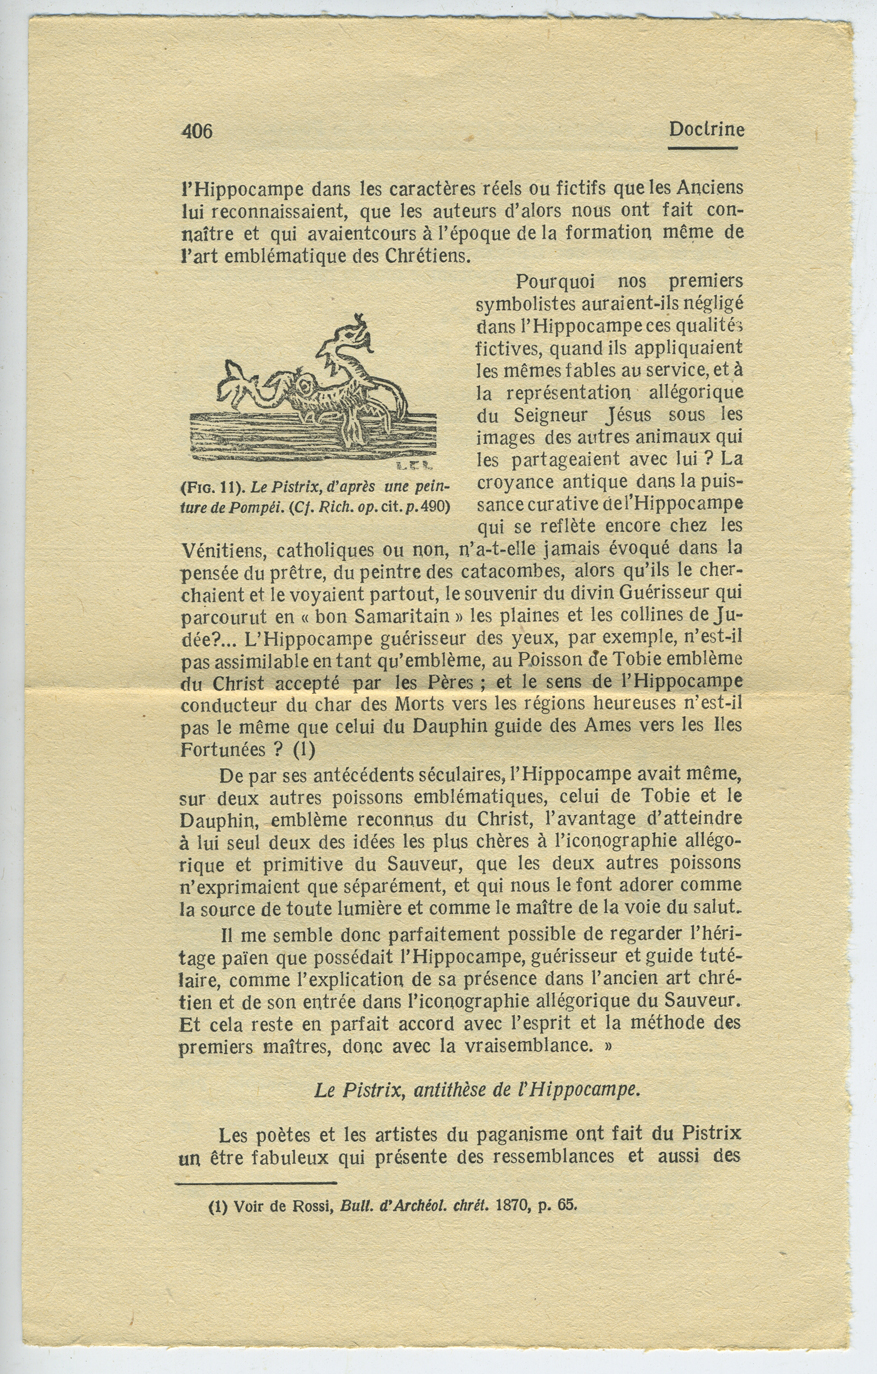 406
Doctrine
l'Hippocampe dans les caractères réels ou fictifs que les Anciens
lui reconnaissaient, que les auteurs d'alors nous ont fait con-
naître et qui avaientcours à l'époque de la formation même de
l'art emblématique des Chrétiens.
Pourquoi nos premiers
symbolistes auraient-ils négligé
dans l'Hippocampe ces qualités
fictives, quand ils appliquaient
les mêmes fables au service, et à
la représentation allégorique
du Seigneur Jésus sous les
images des autres animaux qui
les partageaient avec lui ? La
croyance antique dans la puis-
sance curative de l'Hippocampe
qui se reflète encore chez les
L.C.L
(FIG. 11). Le Pistrix, d'après une pein-
ture de Pompéi. (Cf. Rich. op. cit. p. 490)
Vénitiens, catholiques ou non, n'a-t-elle jamais évoqué dans la
pensée du prêtre, du peintre des catacombes, alors qu'ils le cher-
chaient et le voyaient partout, le souvenir du divin Guérisseur qui
parcourut en « bon Samaritain » les plaines et les collines de Ju-
dée?... L'Hippocampe guérisseur des yeux, par exemple, n'est-il
pas assimilable en tant qu'emblème, au Poisson de Tobie emblème
du Christ accepté par les Pères ; et le sens de l'Hippocampe
conducteur du char des Morts vers les régions heureuses n'est-il
pas le même que celui du Dauphin guide des Ames vers les Iles
Fortunées ? (1)
De par ses antécédents séculaires, l'Hippocampe avait même,
sur deux autres poissons emblématiques, celui de Tobie et le
Dauphin, emblème reconnus du Christ, l'avantage d'atteindre
à lui seul deux des idées les plus chères à l'iconographie allégo-
rique et primitive du Sauveur, que les deux autres poissons
n'exprimaient que séparément, et qui nous le font adorer comme
la source de toute lumière et comme le maître de la voie du salut.
Il me semble donc parfaitement possible de regarder l'héri-
tage païen que possédait l'Hippocampe, guérisseur et guide tuté-
laire, comme l'explication de sa présence dans l'ancien art chré-
tien et de son entrée dans l'iconographie allégorique du Sauveur.
Et cela reste en parfait accord avec l'esprit et la méthode des
premiers maîtres, donc avec la vraisemblance. »
Le Pistrix, antithèse de l'Hippocampe.
Les poètes et les artistes du paganisme ont fait du Pistrix
un être fabuleux qui présente des ressemblances et aussi des
(1) Voir de Rossi, Bull. d'Archéol. chrét. 1870, p. 65.